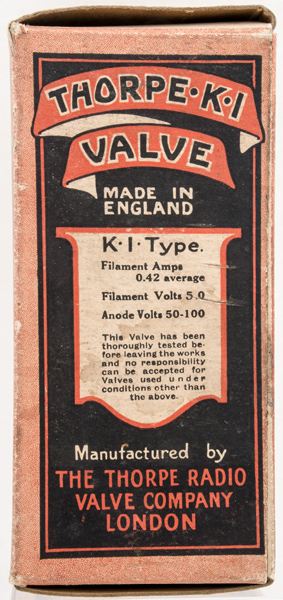 THORPE·K·1
VALVE
MADE IN
ENGLAND
K·1·Type.
Filament Amps
0.42 average
Filament Volts 5.0
Anode Volts 50-100
This Valve has been
thoroughly tested be-
fore leaving the works
and no responsibility
can be accepted for
Valves used under
conditions other than
the above.
Manufactured by
THE THORPE RADIO
VALVE COMPANY
LONDON